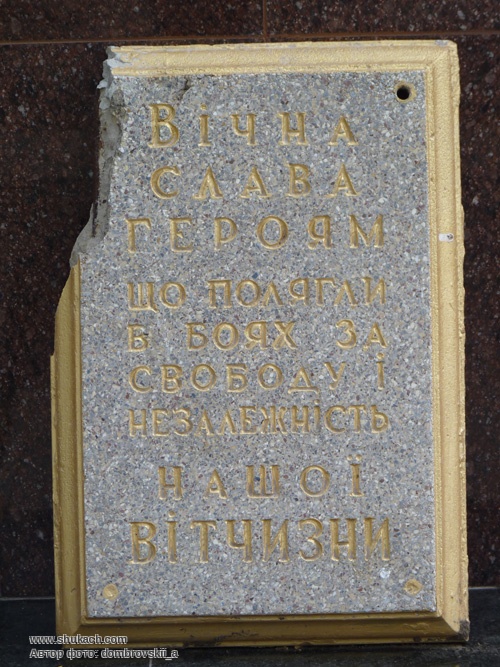 Вічна
слава
героям
що полягли
в боях за
свободу і
незалежність
нашої
Вітчизни
www.shukach.com
Автор фото: dombrovskii_a